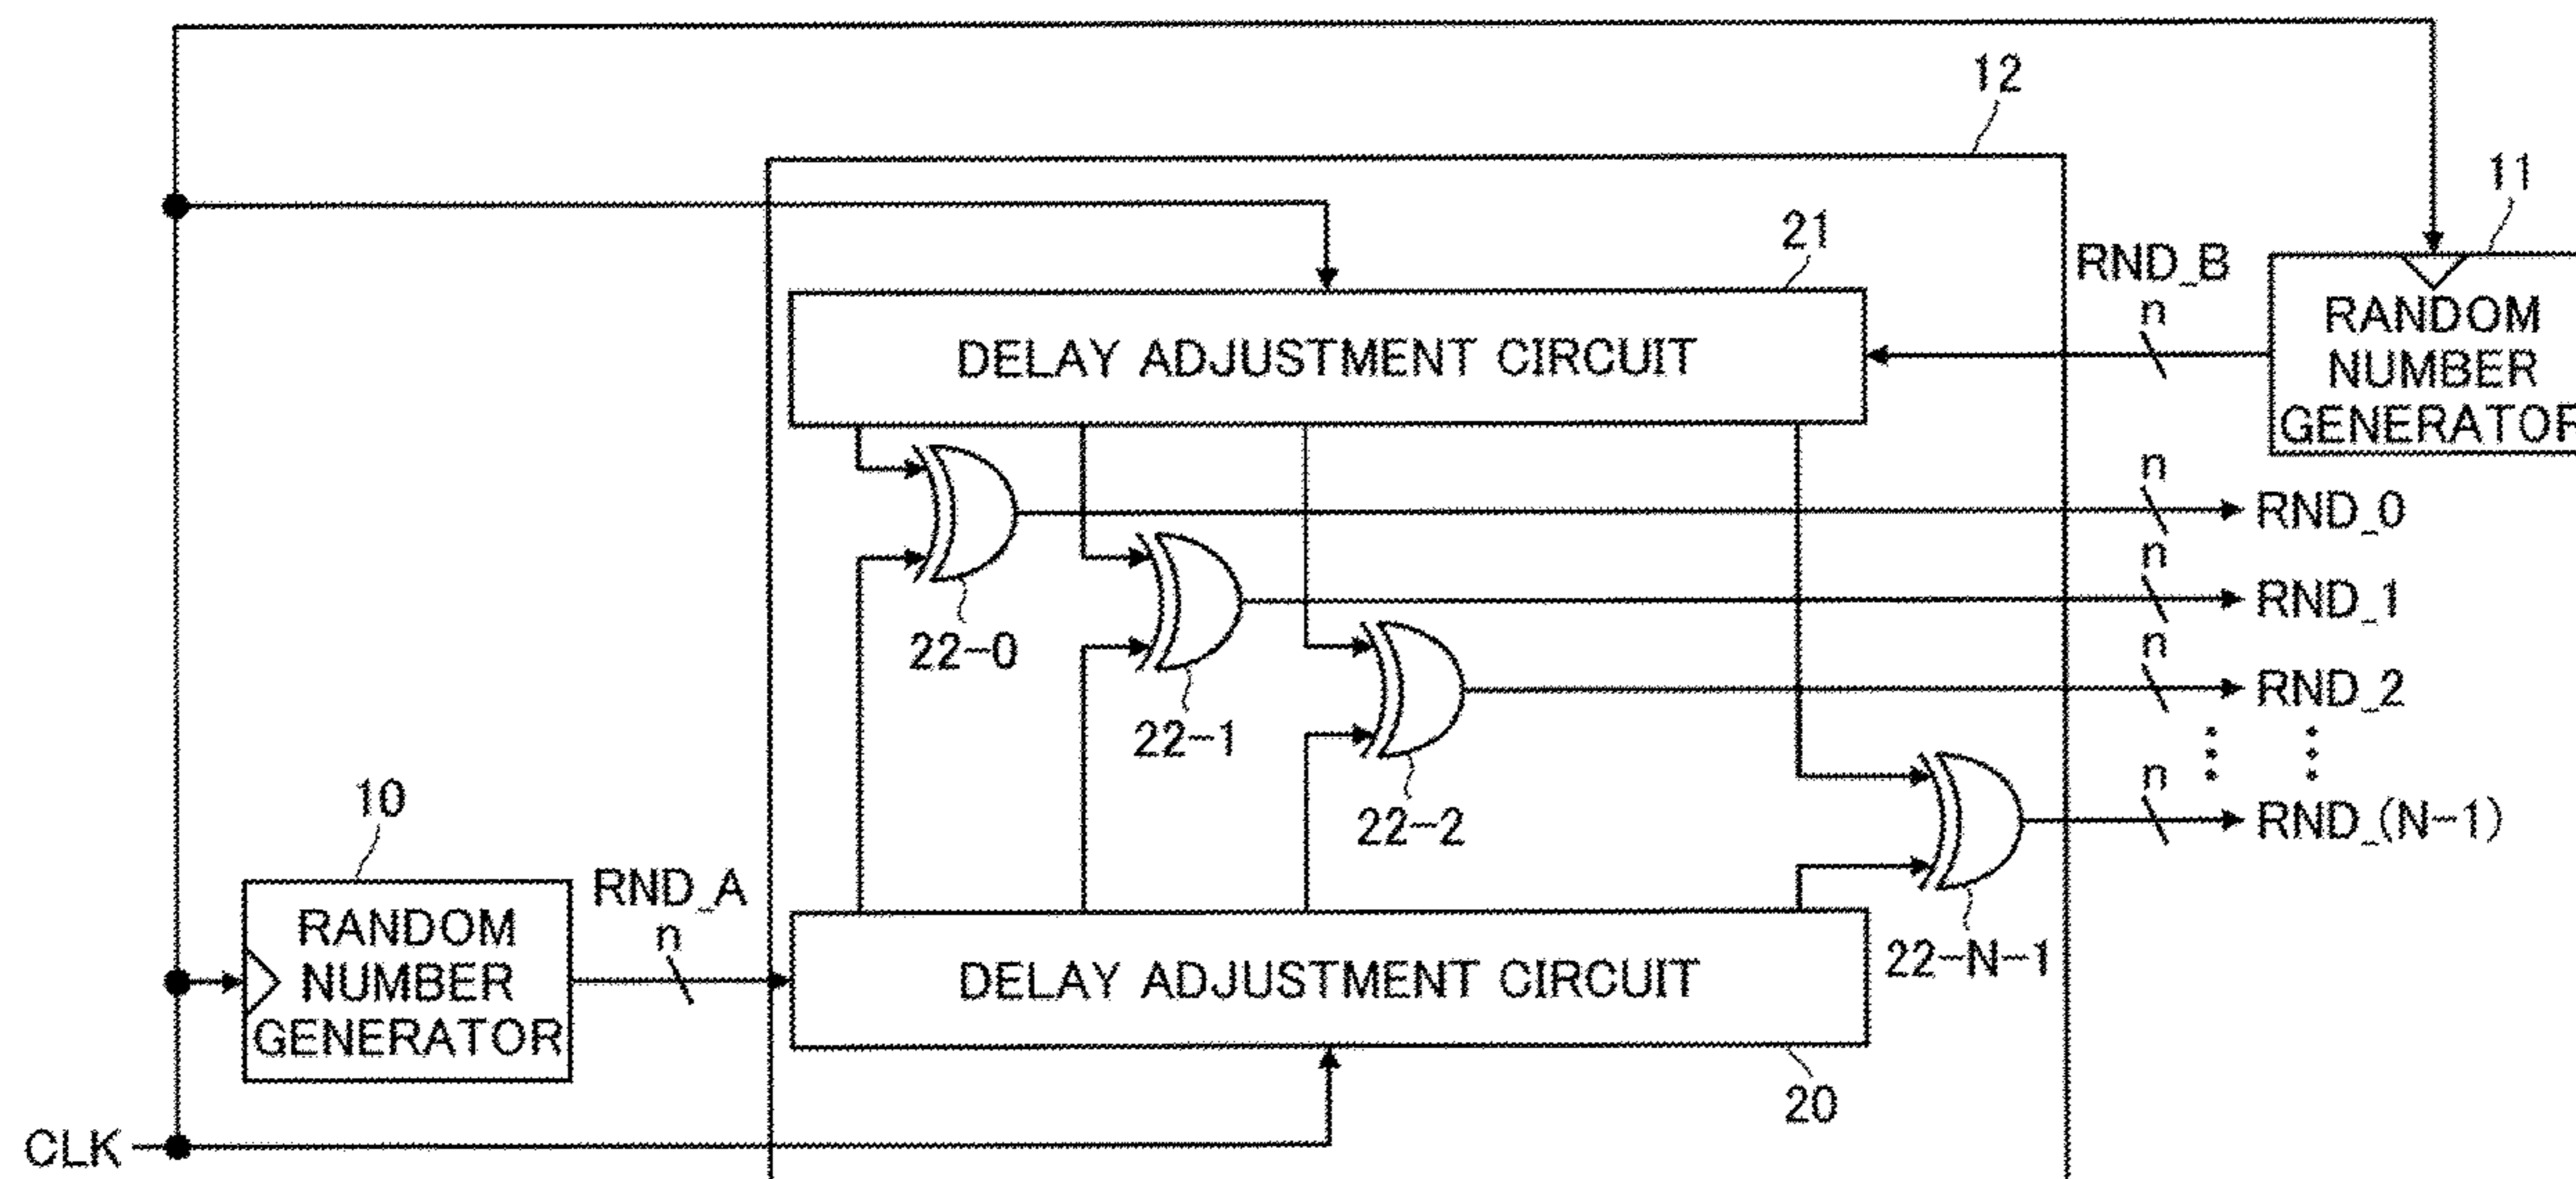 12
11
21
RND_B
n
RANDOM
NUMBER
GENERATOR
DELAY ADJUSTMENT CIRCUIT
n
RND_0
n
RND_1
22-0
n
RND_2
22-1
n
RND_(N-1)
22-2
10
RND_A
n
RANDOM
NUMBER
GENERATOR
22-N-1
DELAY ADJUSTMENT CIRCUIT
20
CLK